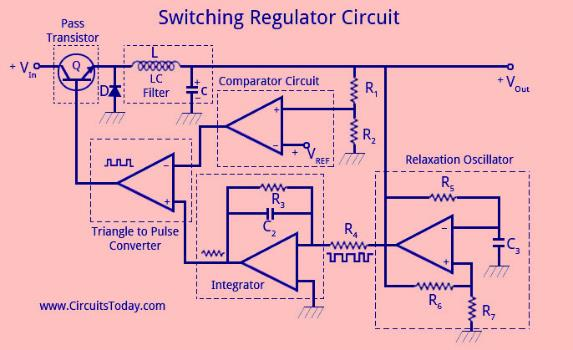 Switching Regulator Circuit
Pass
Transistor
+ VIn
Q
L
LC
Filter
D
+
C
−
Comparator Circuit
+
−
+ VREF
R1
R2
+ VOut
Relaxation Oscillator
R5
−
+
C3
R6
R7
−
+
Triangle to Pulse
Converter
R3
C2
−
+
Integrator
R4
www.CircuitsToday.com